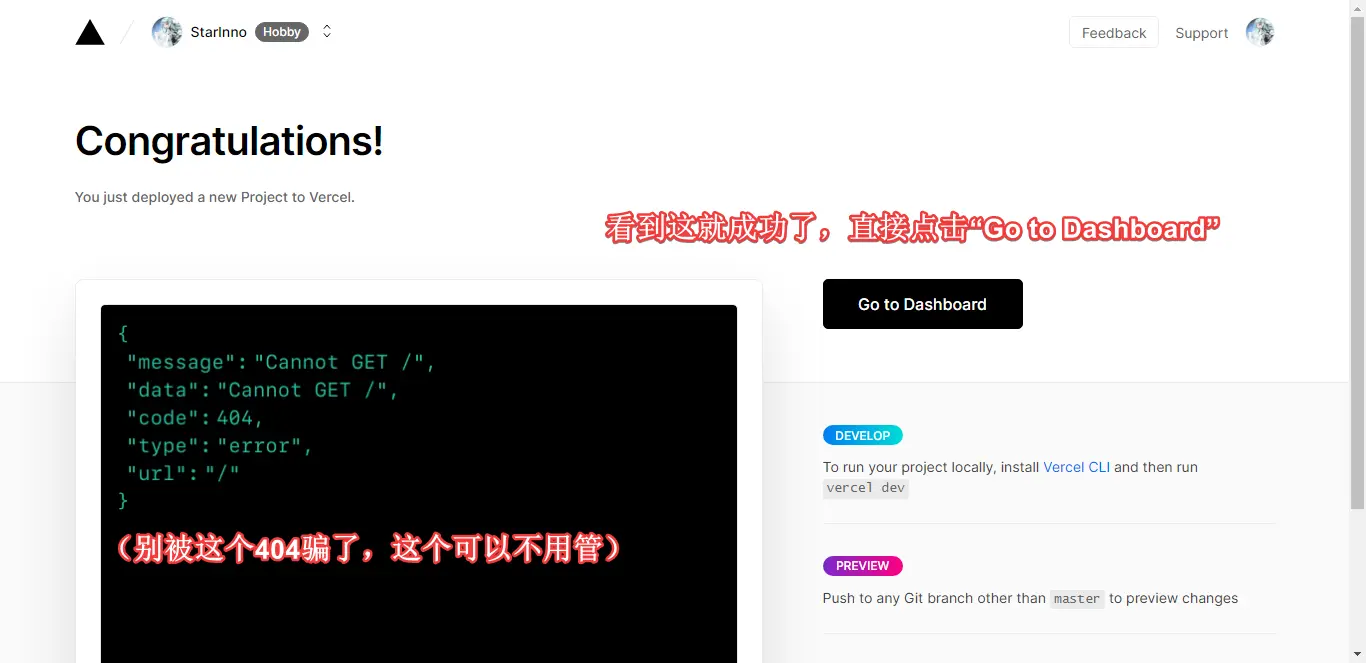 StarInno Hobby
Feedback Support
Congratulations!
You just deployed a new Project to Vercel.
看到这就成功了，直接点击“Go to Dashboard”
Go to Dashboard
{
"message": "Cannot GET /",
"data": "Cannot GET /",
"code": 404,
"type": "error",
"url": "/"
}
（别被这个404骗了，这个可以不用管）
DEVELOP
To run your project locally, install Vercel CLI and then run
vercel dev
PREVIEW
Push to any Git branch other than master to preview changes